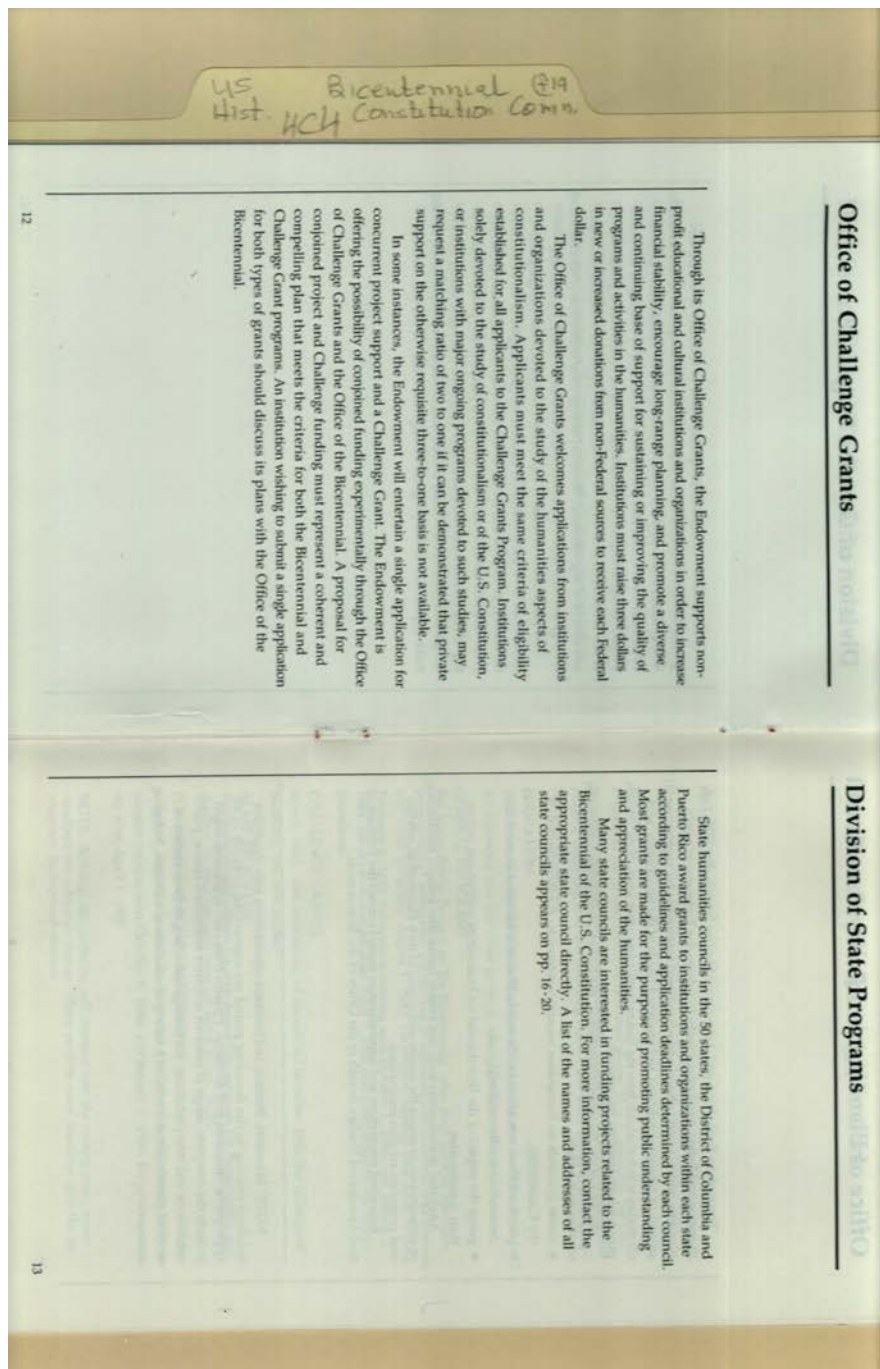 US Bicentennial
Hist. HCH Constitution Comm.
Office of Challenge Grants
Through its Office of Challenge Grants, the Endowment supports non-
profit educational and cultural institutions and organizations in order to increase
financial stability, encourage long-range planning, and promote a diverse
and continuing base of support for sustaining or improving the quality of
programs and activities in the humanities. Institutions must raise three dollars
in new or increased donations from non-Federal sources to receive each Federal
dollar.
The Office of Challenge Grants welcomes applications from institutions
and organizations devoted to the study of the humanities aspects of
constitutionalism. Applicants must meet the same criteria of eligibility
established for all applicants to the Challenge Grants Program. Institutions
solely devoted to the study of constitutionalism or of the U.S. Constitution,
or institutions with major ongoing programs devoted to such studies, may
request a matching ratio of two to one if it can be demonstrated that private
support on the otherwise requisite three-to-one basis is not available.
In some instances, the Endowment will entertain a single application for
concurrent project support and a Challenge Grant. The Endowment is
offering the possibility of conjoined funding experimentally through the Office
of Challenge Grants and the Office of the Bicentennial. A proposal for
conjoined project and Challenge funding must represent a coherent and
compelling plan that meets the criteria for both the Bicentennial and
Challenge Grant programs. An institution wishing to submit a single application
for both types of grants should discuss its plans with the Office of the
Bicentennial.
12
Division of State Programs
State humanities councils in the 50 states, the District of Columbia and
Puerto Rico award grants to institutions and organizations within each state
according to guidelines and application deadlines determined by each council.
Most grants are made for the purpose of promoting public understanding
and appreciation of the humanities.
Many state councils are interested in funding projects related to the
Bicentennial of the U.S. Constitution. For more information, contact the
appropriate state council directly. A list of the names and addresses of all
state councils appears on pp. 16-20.
13